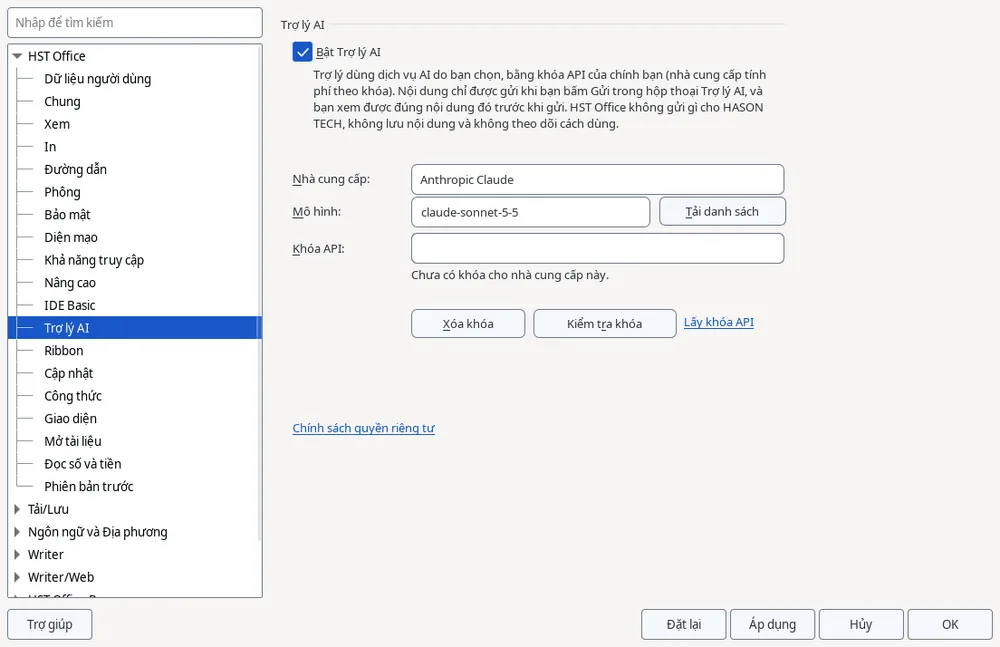 Nhập để tìm kiếm
HST Office
Dữ liệu người dùng
Chung
Xem
In
Đường dẫn
Phông
Bảo mật
Diện mạo
Khả năng truy cập
Nâng cao
IDE Basic
Trợ lý AI
Ribbon
Cập nhật
Công thức
Giao diện
Mở tài liệu
Đọc số và tiền
Phiên bản trước
Tải/Lưu
Ngôn ngữ và Địa phương
Writer
Writer/Web
Trợ giúp
Trợ lý AI
Bật Trợ lý AI
Trợ lý dùng dịch vụ AI do bạn chọn, bằng khóa API của chính bạn (nhà cung cấp tính
phí theo khóa). Nội dung chỉ được gửi khi bạn bấm Gửi trong hộp thoại Trợ lý AI, và
bạn xem được đúng nội dung đó trước khi gửi. HST Office không gửi gì cho HASON
TECH, không lưu nội dung và không theo dõi cách dùng.
Nhà cung cấp:
Anthropic Claude
Mô hình:
claude-sonnet-5-5
Tải danh sách
Khóa API:
Chưa có khóa cho nhà cung cấp này.
Xóa khóa
Kiểm tra khóa
Lấy khóa API
Chính sách quyền riêng tư
Đặt lại
Áp dụng
Hủy
OK